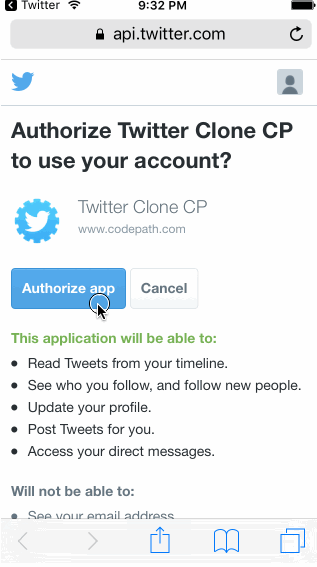 Twitter 9:32 PM
api.twitter.com
Authorize Twitter Clone CP
to use your account?
Twitter Clone CP
www.codepath.com
Authorize app Cancel
This application will be able to:
Read Tweets from your timeline.
See who you follow, and follow new people.
Update your profile.
Post Tweets for you.
Access your direct messages.
Will not be able to:
See your email address